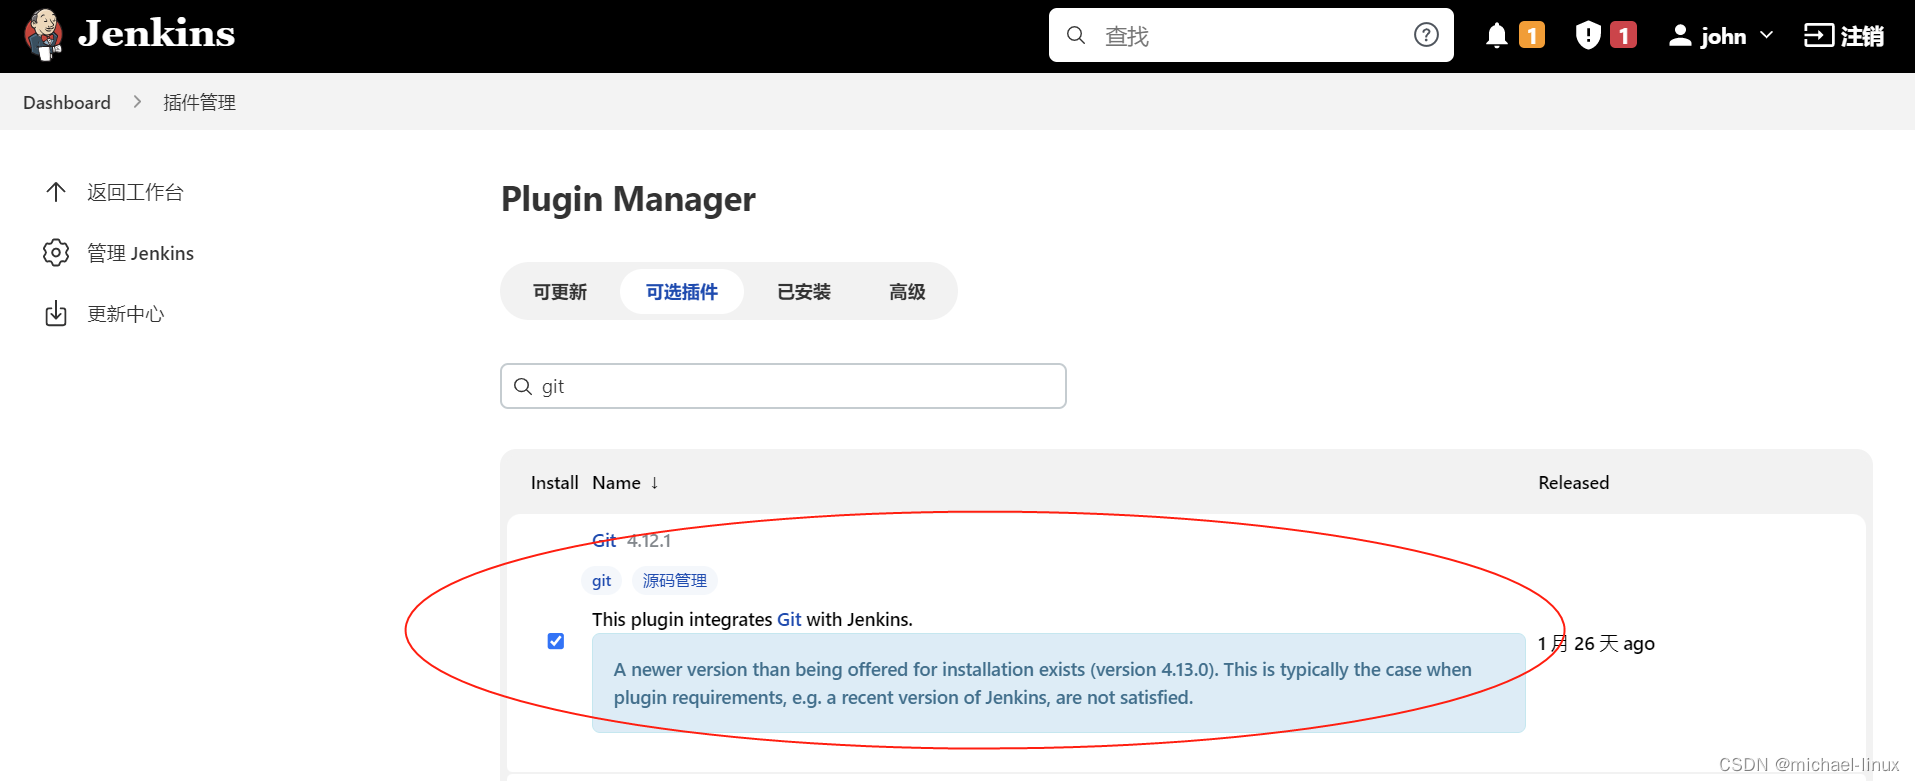 Jenkins
查找
1
1
john
注销
Dashboard
插件管理
返回工作台
管理 Jenkins
更新中心
Plugin Manager
可更新 可选插件 已安装 高级
git
Install Name ↓ Released
Git 4.12.1
git 源码管理
This plugin integrates Git with Jenkins.
A newer version than being offered for installation exists (version 4.13.0). This is typically the case when
plugin requirements, e.g. a recent version of Jenkins, are not satisfied.
1 月 26 天 ago
CSDN @michael-linux